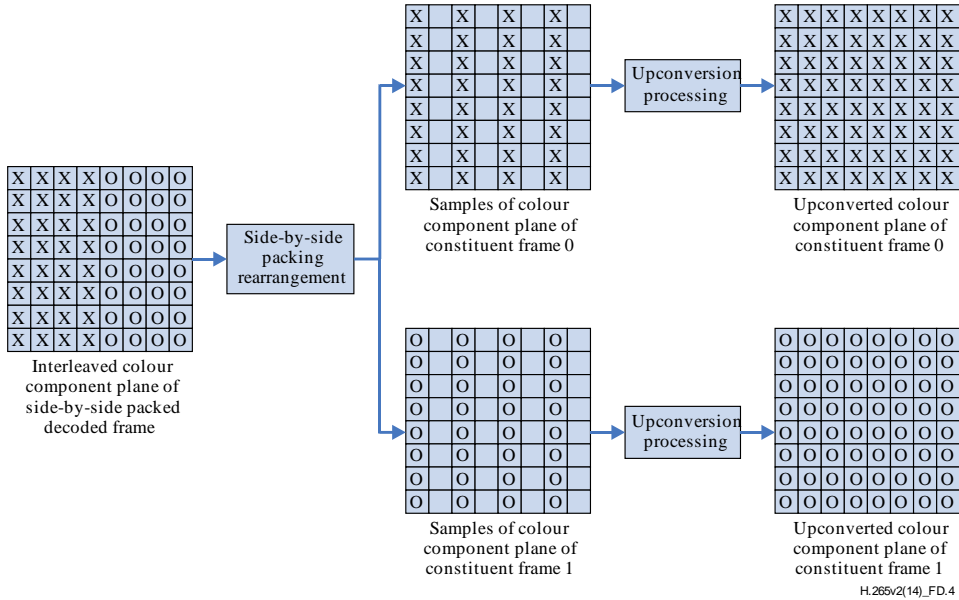 X X X X
X X X X
X X X X
X X X X
X X X X
X X X X
X X X X
X X X X
Samples of colour
component plane of
constituent frame 0
Upconversion
processing
X X X X X X X X
X X X X X X X X
X X X X X X X X
X X X X X X X X
X X X X X X X X
X X X X X X X X
X X X X X X X X
X X X X X X X X
Upconverted colour
component plane of
constituent frame 0
X X X X O O O O
X X X X O O O O
X X X X O O O O
X X X X O O O O
X X X X O O O O
X X X X O O O O
X X X X O O O O
X X X X O O O O
Interleaved colour
component plane of
side-by-side packed
decoded frame
Side-by-side
packing
rearrangement
O O O O
O O O O
O O O O
O O O O
O O O O
O O O O
O O O O
O O O O
Samples of colour
component plane of
constituent frame 1
Upconversion
processing
O O O O O O O O
O O O O O O O O
O O O O O O O O
O O O O O O O O
O O O O O O O O
O O O O O O O O
O O O O O O O O
O O O O O O O O
Upconverted colour
component plane of
constituent frame 1
H.265v2(14)_FD.4